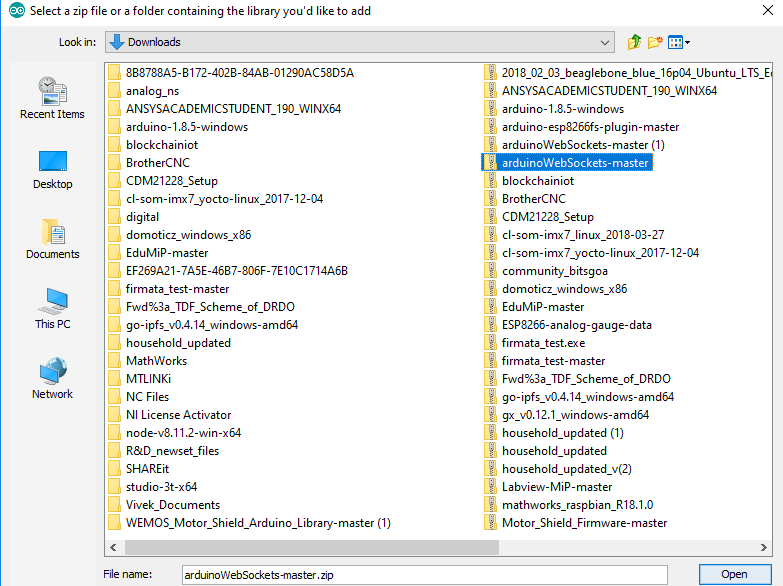 Select a zip file or a folder containing the library you'd like to add
Look in:
Downloads
Recent Items
Desktop
Documents
This PC
Network
8B8788A5-B172-402B-84AB-01290AC58D5A
analog_ns
ANSYSACADEMICSTUDENT_190_WINX64
arduino-1.8.5-windows
blockchainiot
BrotherCNC
CDM21228_Setup
cl-som-imx7_yocto-linux_2017-12-04
digital
domoticz_windows_x86
EduMiP-master
EF269A21-7A5E-46B7-806F-7E10C1714A6B
firmata_test-master
Fwd%3a_TDF_Scheme_of_DRDO
go-ipfs_v0.4.14_windows-amd64
household_updated
MathWorks
MTLINKi
NC Files
NI License Activator
node-v8.11.2-win-x64
R&D_newset_files
SHAREit
studio-3t-x64
Vivek_Documents
WEMOS_Motor_Shield_Arduino_Library-master (1)
2018_02_03_beaglebone_blue_16p04_Ubuntu_LTS_E
ANSYSACADEMICSTUDENT_190_WINX64
arduino-1.8.5-windows
arduino-esp8266fs-plugin-master
arduinoWebSockets-master (1)
arduinoWebSockets-master
blockchainiot
BrotherCNC
CDM21228_Setup
cl-som-imx7_linux_2018-03-27
cl-som-imx7_yocto-linux_2017-12-04
community_bitsgoa
domoticz_windows_x86
EduMiP-master
ESP8266-analog-gauge-data
firmata_test.exe
firmata_test-master
Fwd%3a_TDF_Scheme_of_DRDO
go-ipfs_v0.4.14_windows-amd64
gx_v0.12.1_windows-amd64
household_updated (1)
household_updated
household_updated_v(2)
Labview-MiP-master
mathworks_raspbian_R18.1.0
Motor_Shield_Firmware-master
File name:
arduinoWebSockets-master.zip
Open